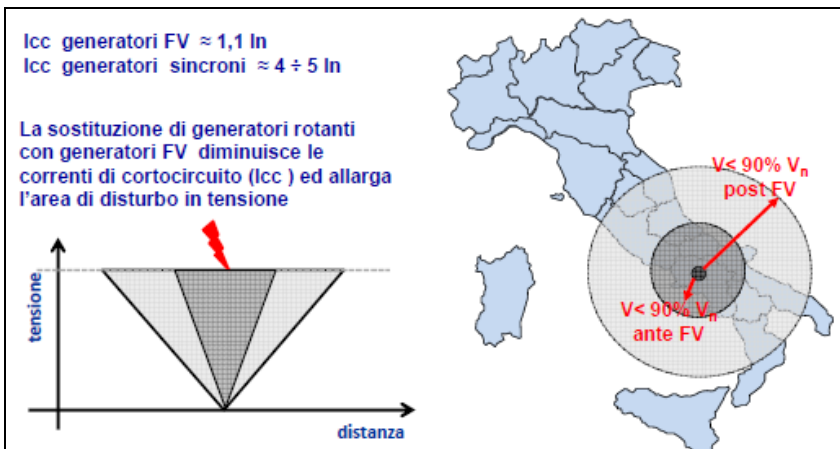 Icc generatori FV ≈ 1,1 In
Icc generatori sincroni ≈ 4 ÷ 5 In
La sostituzione di generatori rotanti
con generatori FV diminuisce le
correnti di cortocircuito (Icc ) ed allarga
l'area di disturbo in tensione
tensione
distanza
V< 90% Vn
post FV
V< 90% Vn
ante FV